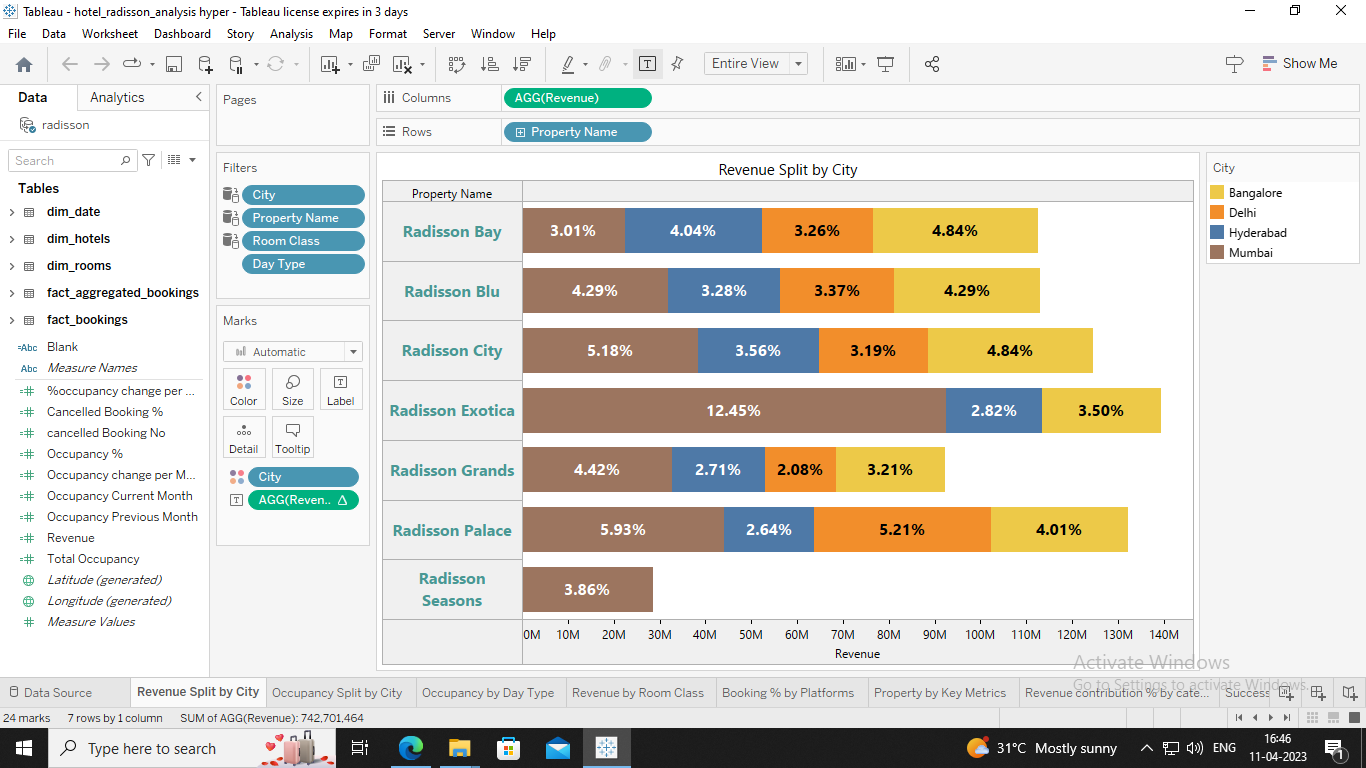 Tableau - hotel_radisson_analysis hyper - Tableau license expires in 3 days
File Data Worksheet Dashboard Story Analysis Map Format Server Window Help
Entire View
Show Me
Data Analytics
radisson
Search
Tables
dim_date
dim_hotels
dim_rooms
fact_aggregated_bookings
fact_bookings
Abc Blank
Abc Measure Names
%occupancy change per ...
Cancelled Booking %
cancelled Booking No
Occupancy %
Occupancy change per M...
Occupancy Current Month
Occupancy Previous Month
Revenue
Total Occupancy
Latitude (generated)
Longitude (generated)
Measure Values
Pages
Filters
City
Property Name
Room Class
Day Type
Marks
Automatic
Color Size Label
Detail Tooltip
City
AGG(Reven..
Columns AGG(Revenue)
Rows Property Name
Revenue Split by City
Property Name
Radisson Bay 3.01% 4.04% 3.26% 4.84%
Radisson Blu 4.29% 3.28% 3.37% 4.29%
Radisson City 5.18% 3.56% 3.19% 4.84%
Radisson Exotica 12.45% 2.82% 3.50%
Radisson Grands 4.42% 2.71% 2.08% 3.21%
Radisson Palace 5.93% 2.64% 5.21% 4.01%
Radisson
Seasons
3.86%
0M 10M 20M 30M 40M 50M 60M 70M 80M 90M 100M 110M 120M 130M 140M
Revenue
City
Bangalore
Delhi
Hyderabad
Mumbai
Activate Windows
Go to Settings to activate Windows.
Data Source Revenue Split by City Occupancy Split by City Occupancy by Day Type Revenue by Room Class Booking % by Platforms Property by Key Metrics Revenue contribution % by cate... Success
24 marks 7 rows by 1 column SUM of AGG(Revenue): 742,701,464
Type here to search
31°C Mostly sunny
ENG
16:46
11-04-2023
1